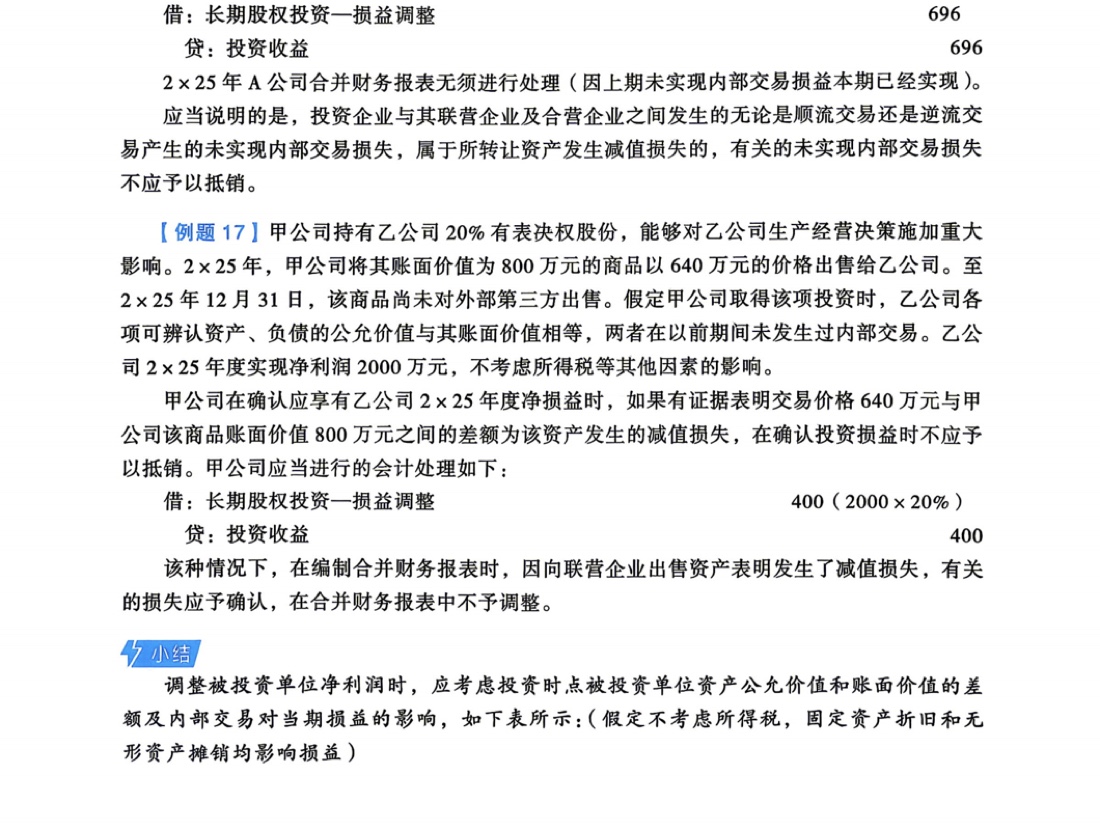 借：长期股权投资—损益调整 696
贷：投资收益 696
2×25年A公司合并财务报表无须进行处理（因上期未实现内部交易损益本期已经实现）。
应当说明的是，投资企业与其联营企业及合营企业之间发生的无论是顺流交易还是逆流交
易产生的未实现内部交易损失，属于所转让资产发生减值损失的，有关的未实现内部交易损失
不应予以抵销。
【例题17】甲公司持有乙公司20%有表决权股份，能够对乙公司生产经营决策施加重大
影响。2×25年，甲公司将其账面价值为800万元的商品以640万元的价格出售给乙公司。至
2×25年12月31日，该商品尚未对外部第三方出售。假定甲公司取得该项投资时，乙公司各
项可辨认资产、负债的公允价值与其账面价值相等，两者在以前期间未发生过内部交易。乙公
司2×25年度实现净利润2000万元，不考虑所得税等其他因素的影响。
甲公司在确认应享有乙公司2×25年度净损益时，如果有证据表明交易价格640万元与甲
公司该商品账面价值800万元之间的差额为该资产发生的减值损失，在确认投资损益时不应予
以抵销。甲公司应当进行的会计处理如下：
借：长期股权投资—损益调整 400（2000×20%）
贷：投资收益 400
该种情况下，在编制合并财务报表时，因向联营企业出售资产表明发生了减值损失，有关
的损失应予确认，在合并财务报表中不予调整。
小结
调整被投资单位净利润时，应考虑投资时点被投资单位资产公允价值和账面价值的差
额及内部交易对当期损益的影响，如下表所示：（假定不考虑所得税，固定资产折旧和无
形资产摊销均影响损益）